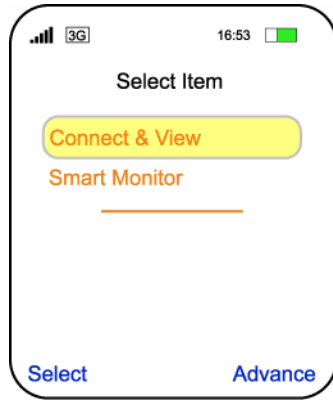 3G 16:53
Select Item
Connect & View
Smart Monitor
Select Advance